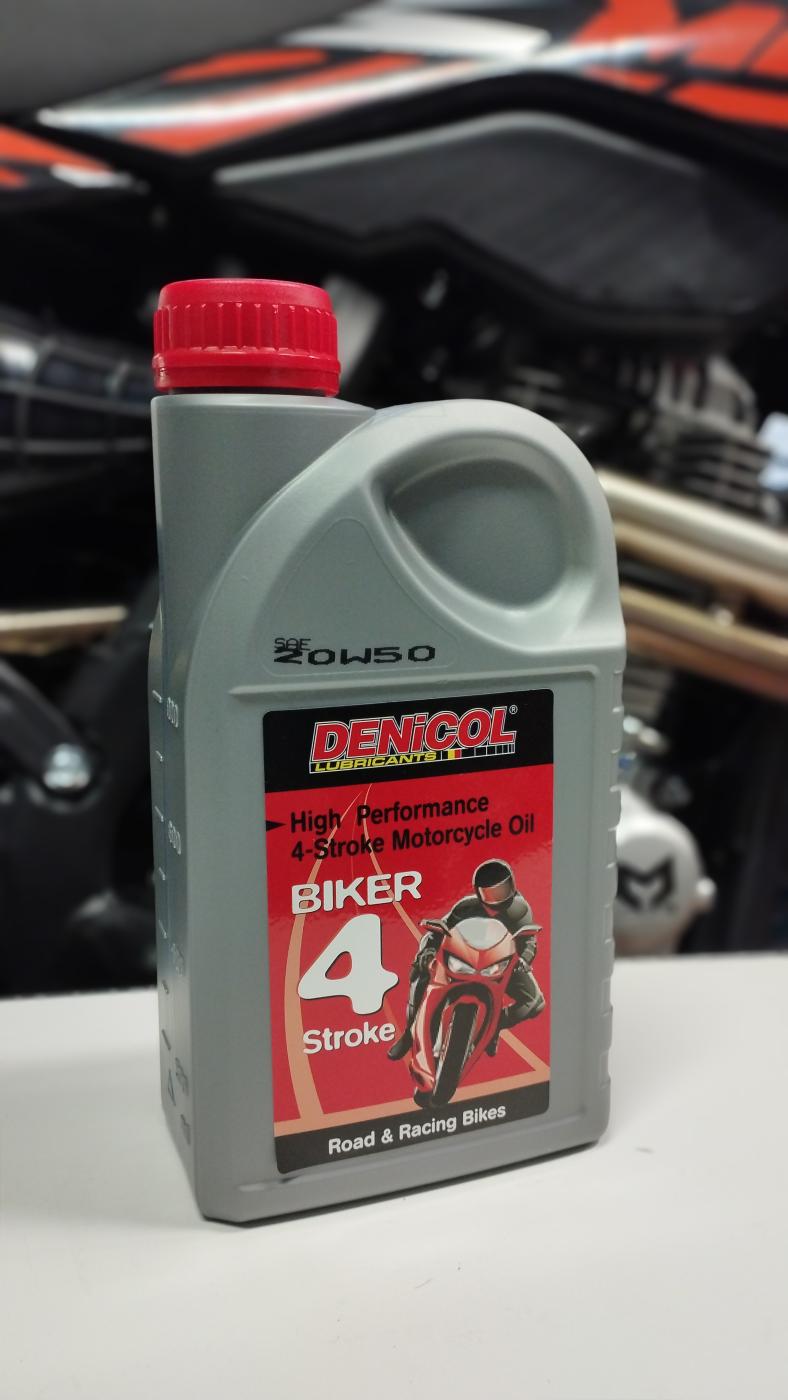 SAE
20W50
DENiCOL®
LUBRICANTS
High Performance
4-Stroke Motorcycle Oil
BIKER
4
Stroke
Road & Racing Bikes